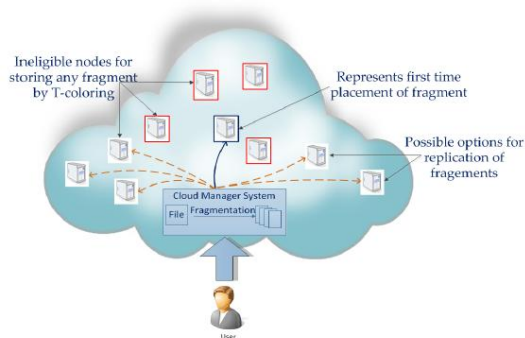 Ineligible nodes for
storing any fragment
by T-coloring
Represents first time
placement of fragment
Possible options for
replication of
fragements
Cloud Manager System
Fragmentation
File
User